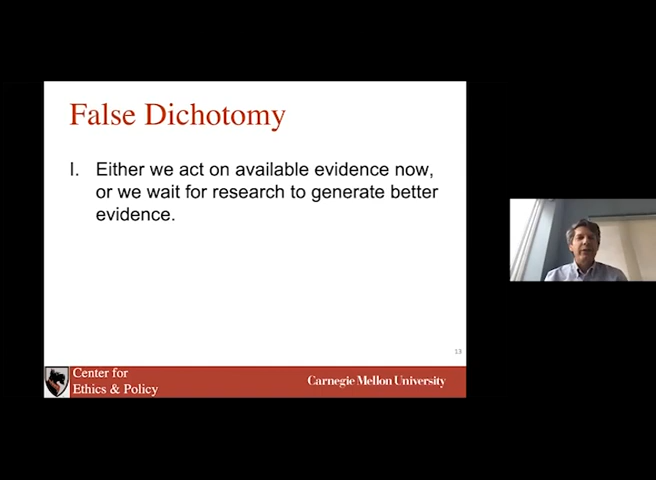 False Dichotomy
I. Either we act on available evidence now,
or we wait for research to generate better
evidence.
13
Center for
Ethics & Policy
Carnegie Mellon University